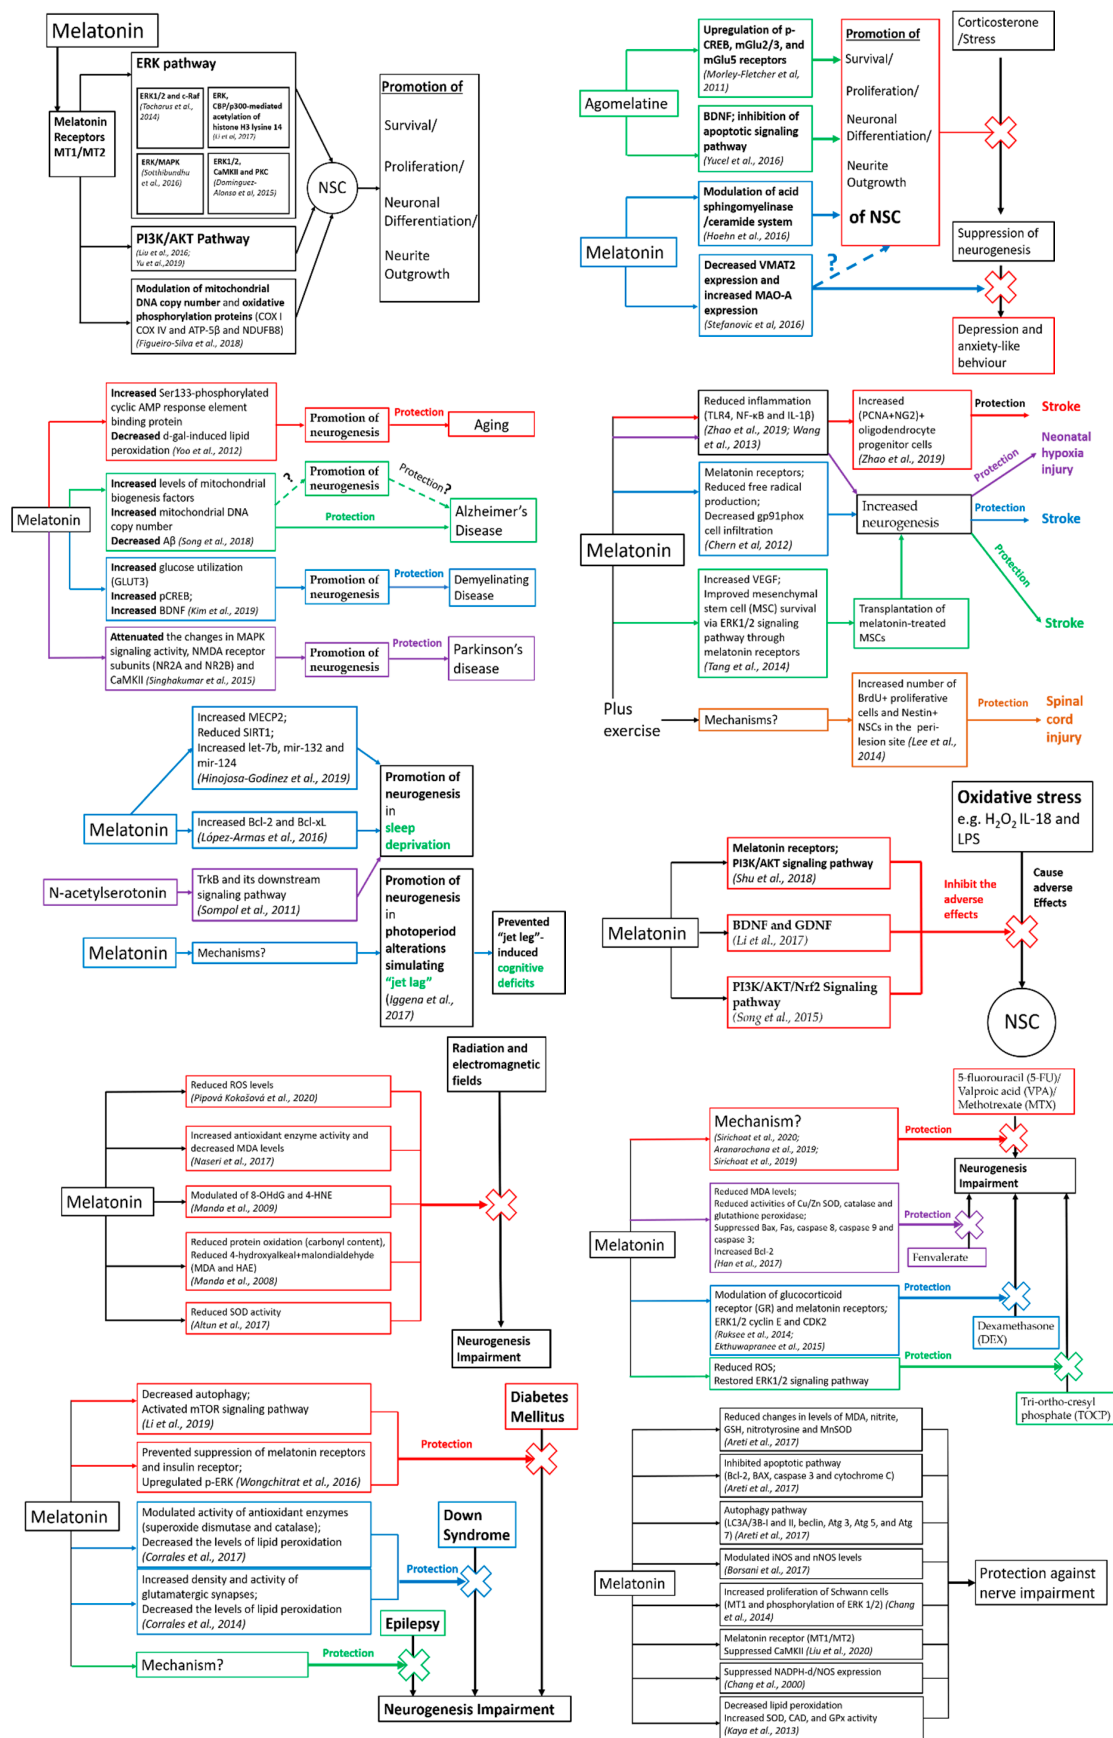 Melatonin
Melatonin
Receptors
MT1/MT2
ERK pathway
ERK1/2 and c-Raf
(Tocharus et al.,
2014)
ERK,
CBP/p300-mediated
acetylation of
histone H3 lysine 14
(Li et al, 2017)
ERK/MAPK
(Sotthibundhu
et al., 2016)
ERK1/2,
CaMKII and PKC
(Domínguez-
Alonso et al, 2015)
PI3K/AKT Pathway
(Liu et al., 2016;
Yu et al.,2019)
Modulation of mitochondrial
DNA copy number and oxidative
phosphorylation proteins (COX I
COX IV and ATP-5β and NDUFB8)
(Figueiro-Silva et al., 2018)
NSC
Promotion of
Survival/
Proliferation/
Neuronal
Differentiation/
Neurite
Outgrowth
Agomelatine
Upregulation of p-
CREB, mGlu2/3, and
mGlu5 receptors
(Morley-Fletcher et al,
2011)
BDNF; inhibition of
apoptotic signaling
pathway
(Yucel et al., 2016)
Melatonin
Modulation of acid
sphingomyelinase
/ceramide system
(Hoehn et al., 2016)
Decreased VMAT2
expression and
increased MAO-A
expression
(Stefanovic et al, 2016)
?
Promotion of
Survival/
Proliferation/
Neuronal
Differentiation/
Neurite
Outgrowth
of NSC
Corticosterone
/Stress
Suppression of
neurogenesis
Depression and
anxiety-like
behviour
Melatonin
Increased Ser133-phosphorylated
cyclic AMP response element
binding protein
Decreased d-gal-induced lipid
peroxidation (Yoo et al., 2012)
Promotion of
neurogenesis
Protection
Aging
Increased levels of mitochondrial
biogenesis factors
Increased mitochondrial DNA
copy number
Decreased Aβ (Song et al., 2018)
?
Promotion of
neurogenesis
Protection?
Protection
Alzheimer's
Disease
Increased glucose utilization
(GLUT3)
Increased pCREB;
Increased BDNF (Kim et al., 2019)
Promotion of
neurogenesis
Protection
Demyelinating
Disease
Attenuated the changes in MAPK
signaling activity, NMDA receptor
subunits (NR2A and NR2B) and
CaMKII (Singhakumar et al., 2015)
Promotion of
neurogenesis
Protection
Parkinson's
disease
Melatonin
Reduced inflammation
(TLR4, NF-κB and IL-1β)
(Zhao et al., 2019; Wang
et al., 2013)
Increased
(PCNA+NG2)+
oligodendrocyte
progenitor cells
(Zhao et al., 2019)
Protection
Stroke
Melatonin receptors;
Reduced free radical
production;
Decreased gp91phox
cell infiltration
(Chern et al, 2012)
Increased
neurogenesis
Protection
Neonatal
hypoxia
injury
Protection
Stroke
Increased VEGF;
Improved mesenchymal
stem cell (MSC) survival
via ERK1/2 signaling
pathway through
melatonin receptors
(Tang et al., 2014)
Transplantation of
melatonin-treated
MSCs
Protection
Stroke
Plus
exercise
Mechanisms?
Increased number of
BrdU+ proliferative
cells and Nestin+
NSCs in the peri-
lesion site (Lee et al.,
2014)
Protection
Spinal
cord
injury
Melatonin
Increased MECP2;
Reduced SIRT1;
Increased let-7b, mir-132 and
mir-124
(Hinojosa-Godinez et al., 2019)
Increased Bcl-2 and Bcl-xL
(López-Armas et al., 2016)
N-acetylserotonin
TrkB and its downstream
signaling pathway
(Sompol et al., 2011)
Promotion of
neurogenesis
in
sleep
deprivation
Melatonin
Mechanisms?
Promotion of
neurogenesis
in
photoperiod
alterations
simulating
"jet lag"
(Iggena et al.,
2017)
Prevented
"jet leg"-
induced
cognitive
deficits
Melatonin
Melatonin receptors;
PI3K/AKT signaling pathway
(Shu et al., 2018)
BDNF and GDNF
(Li et al., 2017)
PI3K/AKT/Nrf2 Signaling
pathway
(Song et al., 2015)
Inhibit the
adverse
effects
Oxidative stress
e.g. H2O2 IL-18 and
LPS
Cause
adverse
Effects
NSC
Melatonin
Reduced ROS levels
(Pipová Kokošová et al., 2020)
Increased antioxidant enzyme activity and
decreased MDA levels
(Naseri et al., 2017)
Modulated of 8-OHdG and 4-HNE
(Manda et al., 2009)
Reduced protein oxidation (carbonyl content),
Reduced 4-hydroxyalkeal+malondialdehyde
(MDA and HAE)
(Manda et al., 2008)
Reduced SOD activity
(Altun et al., 2017)
Radiation and
electromagnetic
fields
Neurogenesis
Impairment
Melatonin
Mechanism?
(Sirichoat et al., 2020;
Aranarochana et al., 2019;
Sirichoat et al., 2019)
Protection
5-fluorouracil (5-FU)/
Valproic acid (VPA)/
Methotrexate (MTX)
Neurogenesis
Impairment
Reduced MDA levels;
Reduced activities of Cu/Zn SOD, catalase and
glutathione peroxidase;
Suppressed Bax, Fas, caspase 8, caspase 9 and
caspase 3;
Increased Bcl-2
(Han et al., 2017)
Protection
Fenvalerate
Modulation of glucocorticoid
receptor (GR) and melatonin receptors;
ERK1/2 cyclin E and CDK2
(Ruksee et al., 2014;
Ekthuwapranee et al., 2015)
Protection
Dexamethasone
(DEX)
Reduced ROS;
Restored ERK1/2 signaling pathway
Protection
Tri-ortho-cresyl
phosphate (TOCP)
Melatonin
Decreased autophagy;
Activated mTOR signaling pathway
(Li et al., 2019)
Prevented suppression of melatonin receptors
and insulin receptor;
Upregulated p-ERK (Wongchitrat et al., 2016)
Protection
Diabetes
Mellitus
Modulated activity of antioxidant enzymes
(superoxide dismutase and catalase);
Decreased the levels of lipid peroxidation
(Corrales et al., 2017)
Increased density and activity of
glutamatergic synapses;
Decreased the levels of lipid peroxidation
(Corrales et al., 2014)
Protection
Down
Syndrome
Mechanism?
Protection
Epilepsy
Neurogenesis Impairment
Melatonin
Reduced changes in levels of MDA, nitrite,
GSH, nitrotyrosine and MnSOD
(Areti et al., 2017)
Inhibited apoptotic pathway
(Bcl-2, BAX, caspase 3 and cytochrome C)
(Areti et al., 2017)
Autophagy pathway
(LC3A/3B-I and II, beclin, Atg 3, Atg 5, and Atg
7) (Areti et al., 2017)
Modulated iNOS and nNOS levels
(Borsani et al., 2017)
Increased proliferation of Schwann cells
(MT1 and phosphorylation of ERK 1/2) (Chang
et al., 2014)
Melatonin receptor (MT1/MT2)
Suppressed CaMKII (Liu et al., 2020)
Suppressed NADPH-d/NOS expression
(Chang et al., 2000)
Decreased lipid peroxidation
Increased SOD, CAD, and GPx activity
(Kaya et al., 2013)
Protection against
nerve impairment